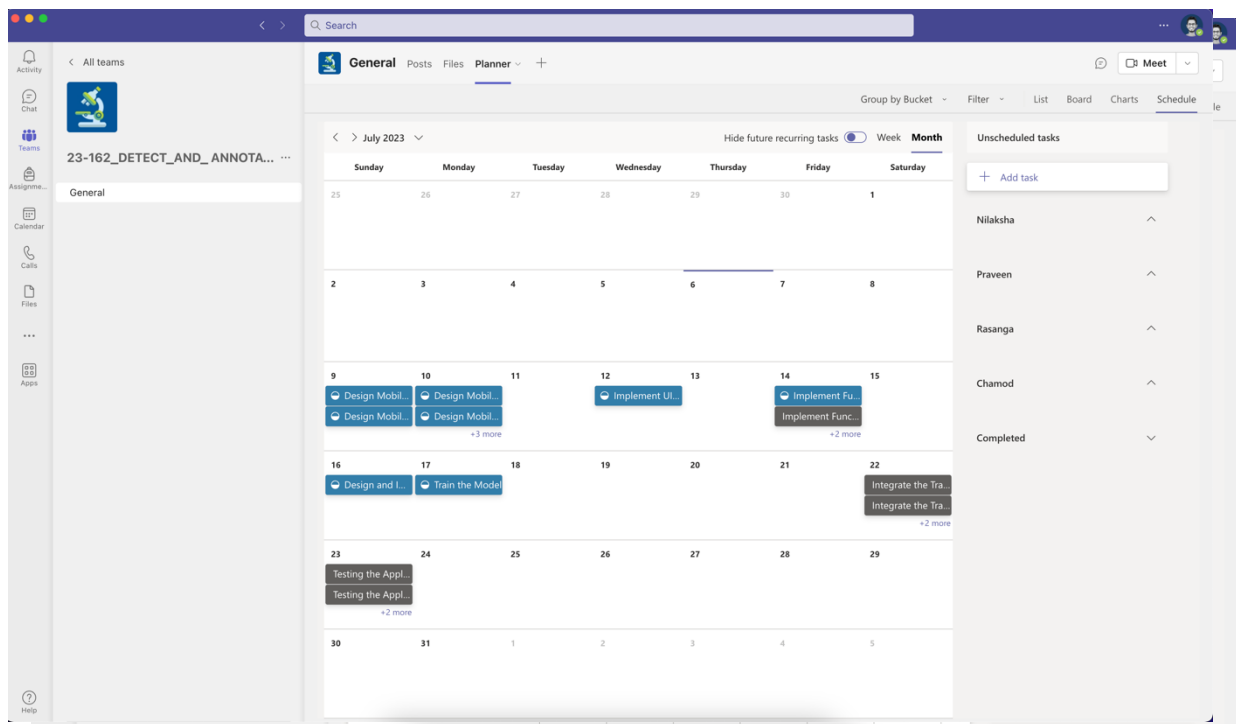 Search
Activity
Chat
Teams
Assignme...
Calendar
Calls
Files
Apps
Help
All teams
23-162_DETECT_AND_ ANNOTA...
General
General Posts Files Planner
Meet
Group by Bucket Filter List Board Charts Schedule
July 2023 Hide future recurring tasks Week Month
Sunday Monday Tuesday Wednesday Thursday Friday Saturday
25 26 27 28 29 30 1
2 3 4 5 6 7 8
9 10 11 12 13 14 15
Design Mobil... Design Mobil... Implement UI... Implement Fu...
Design Mobil... Design Mobil... Implement Func...
+3 more +2 more
16 17 18 19 20 21 22
Design and I... Train the Model Integrate the Tra...
Integrate the Tra...
+2 more
23 24 25 26 27 28 29
Testing the Appl...
Testing the Appl...
+2 more
30 31 1 2 3 4 5
Unscheduled tasks
Add task
Nilaksha
Praveen
Rasanga
Chamod
Completed
le